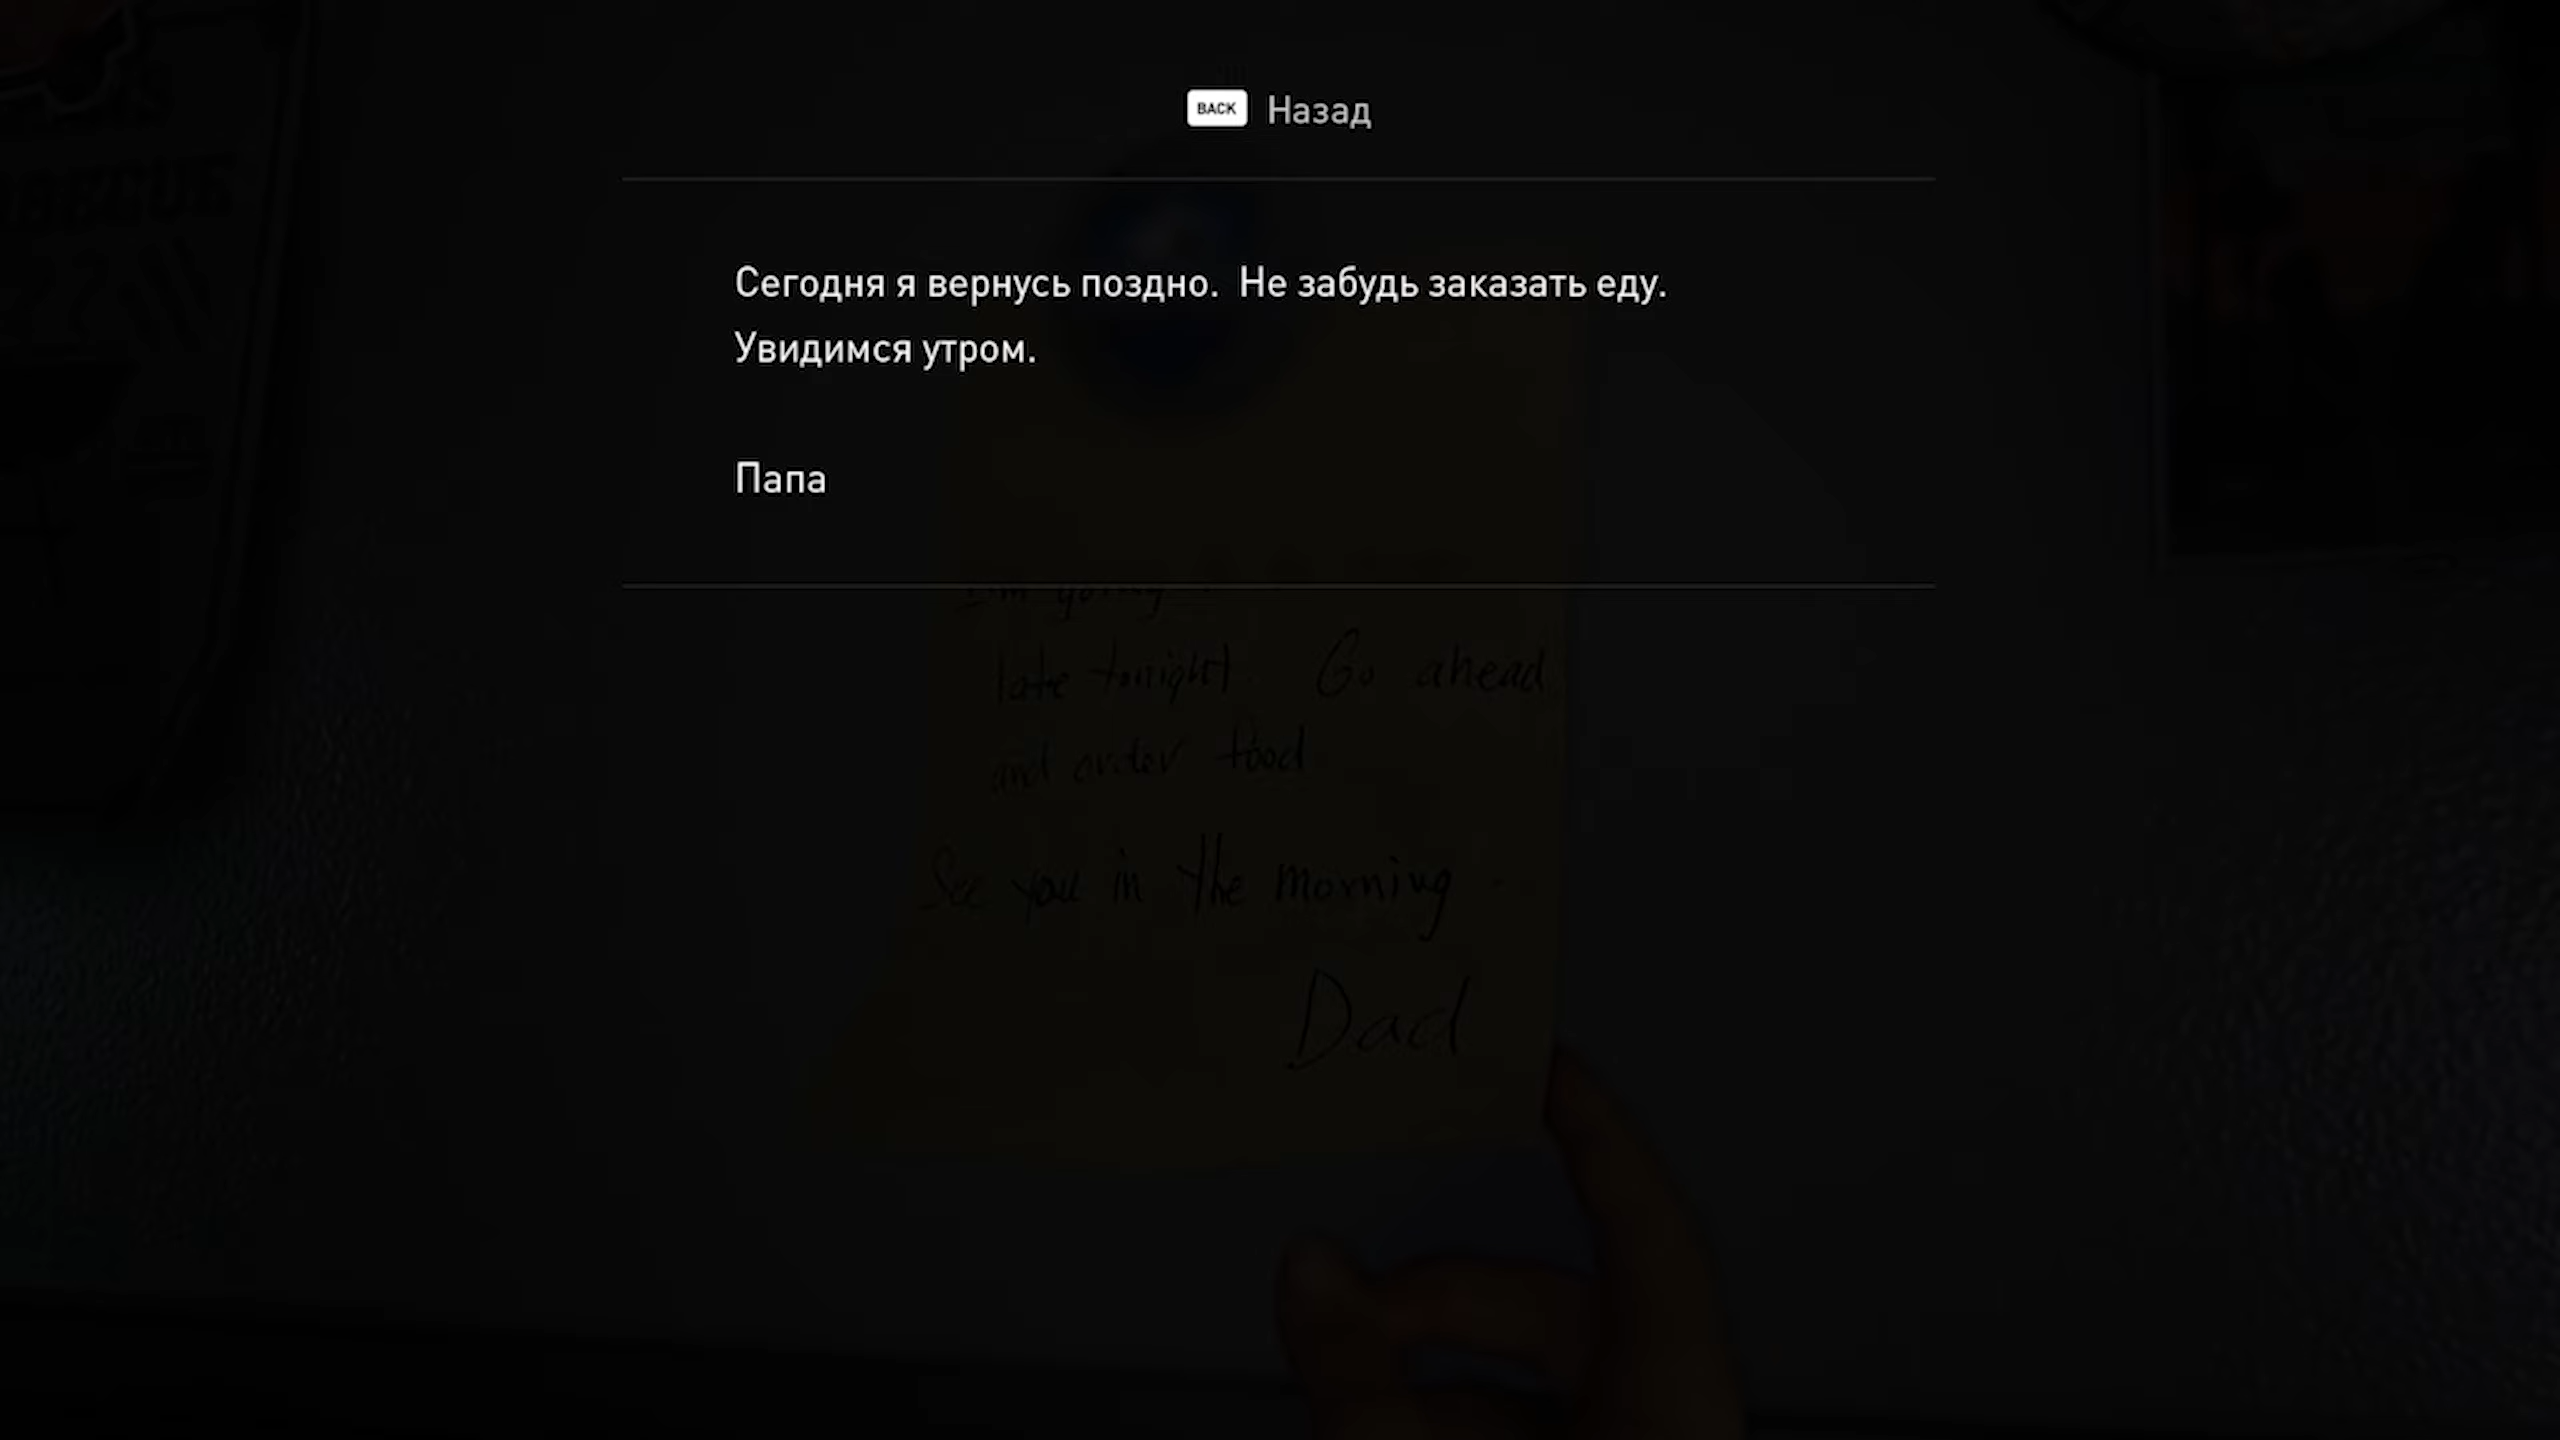 BACK Назад
Сегодня я вернусь поздно. Не забудь заказать еду.
Увидимся утром.
Папа
I'm going
late tonight. Go ahead
and order food
See you in the morning.
Dad